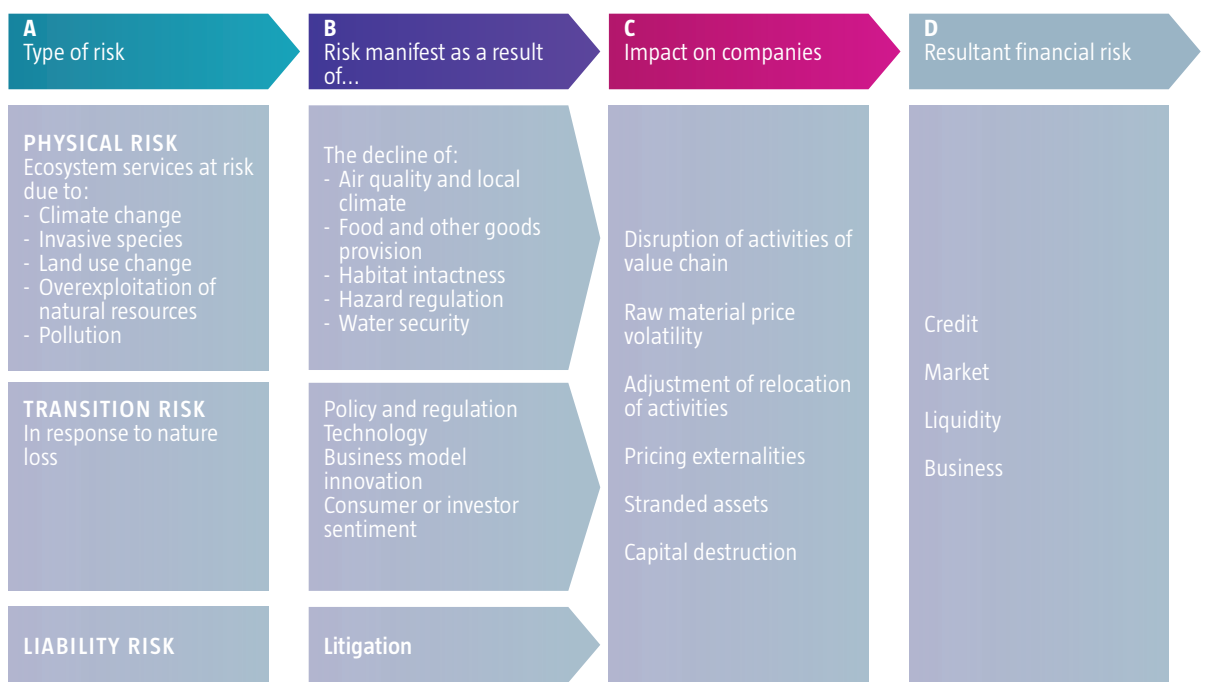 A
Type of risk
B
Risk manifest as a result
of...
C
Impact on companies
D
Resultant financial risk
PHYSICAL RISK
Ecosystem services at risk
due to:
- Climate change
- Invasive species
- Land use change
- Overexploitation of
natural resources
- Pollution
The decline of:
- Air quality and local
climate
- Food and other goods
provision
- Habitat intactness
- Hazard regulation
- Water security
TRANSITION RISK
In response to nature
loss
Policy and regulation
Technology
Business model
innovation
Consumer or investor
sentiment
LIABILITY RISK
Litigation
Disruption of activities of
value chain
Raw material price
volatility
Adjustment of relocation
of activities
Pricing externalities
Stranded assets
Capital destruction
Credit
Market
Liquidity
Business